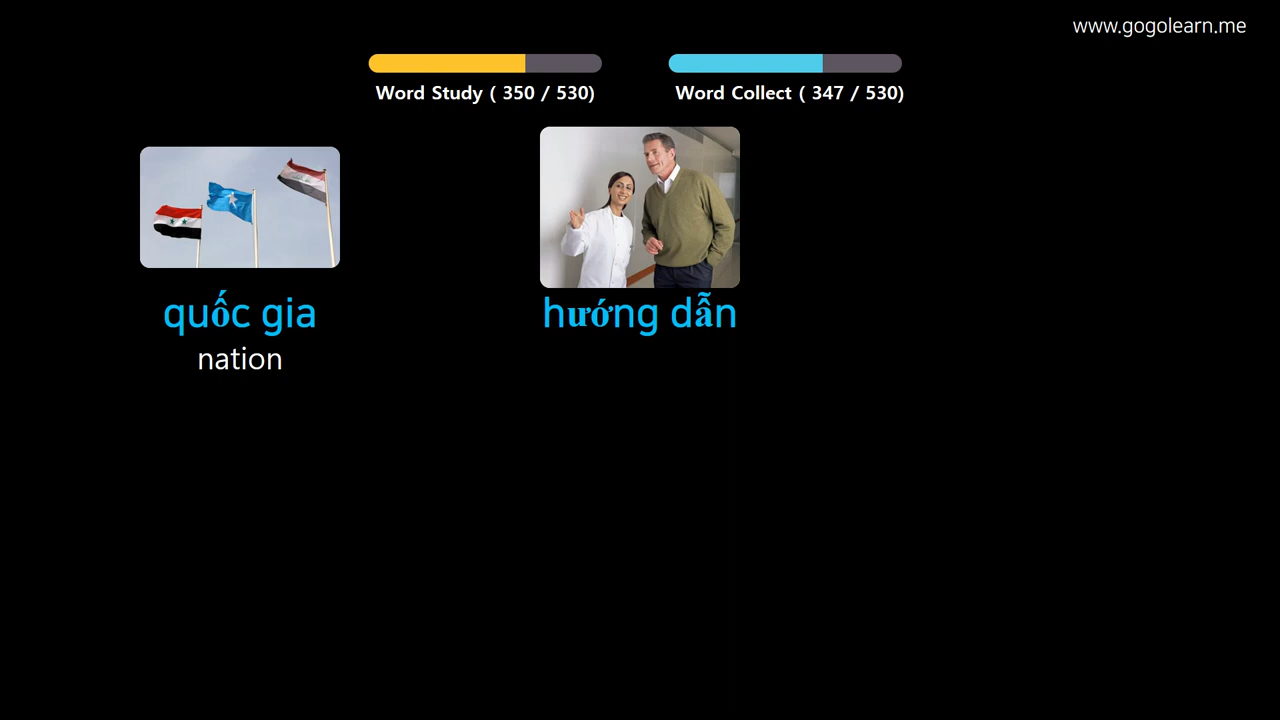 www.gogolearn.me
Word Study ( 350 / 530)
Word Collect ( 347 / 530)
quốc gia
hướng dẫn
nation